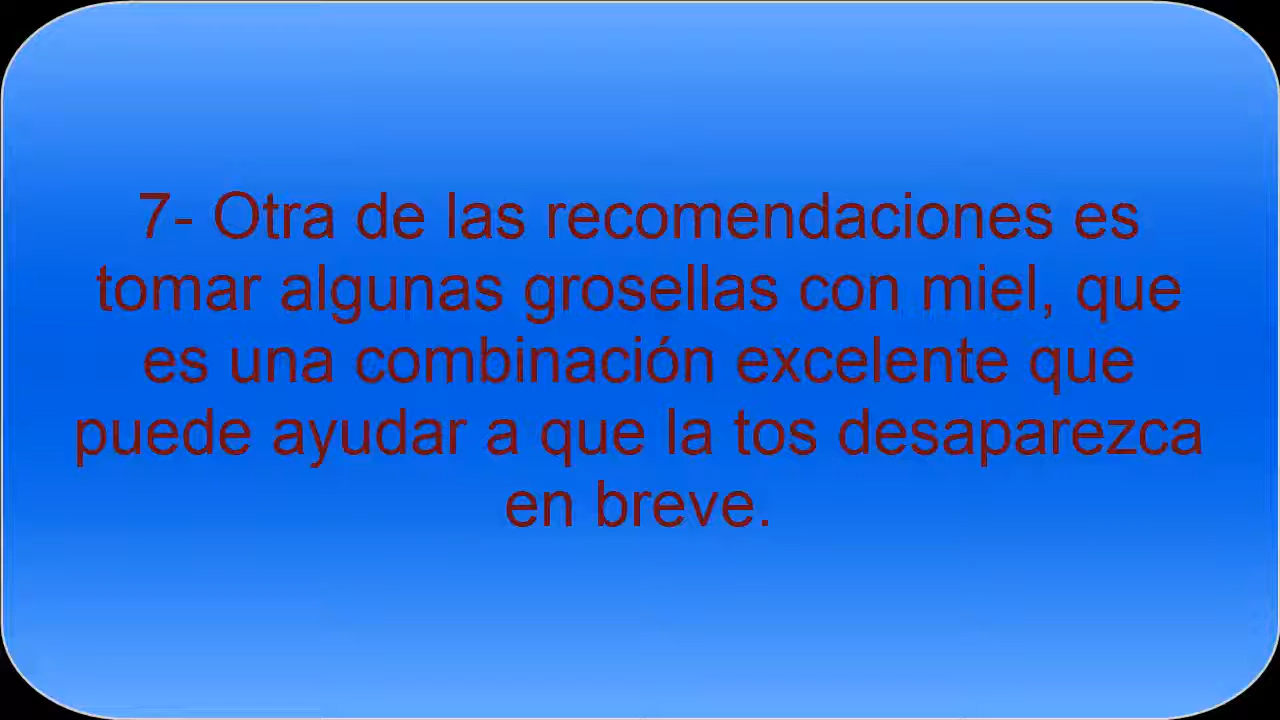 7- Otra de las recomendaciones es
tomar algunas grosellas con miel, que
es una combinación excelente que
puede ayudar a que la tos desaparezca
en breve.